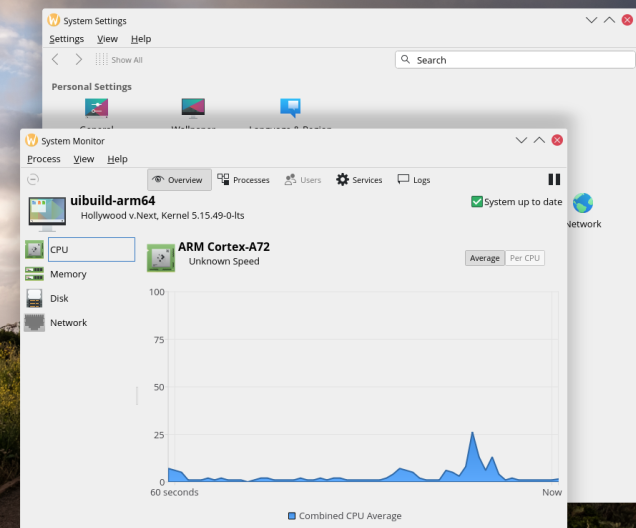 System Settings
Settings View Help
Show All
Search
Personal Settings
General Wallpaper Language & Region
System Monitor
Process View Help
Overview Processes Users Services Logs
uibuild-arm64
Hollywood v.Next, Kernel 5.15.49-0-lts
System up to date
Network
CPU
Memory
Disk
Network
ARM Cortex-A72
Unknown Speed
Average Per CPU
100
75
50
25
0
60 seconds Now
Combined CPU Average